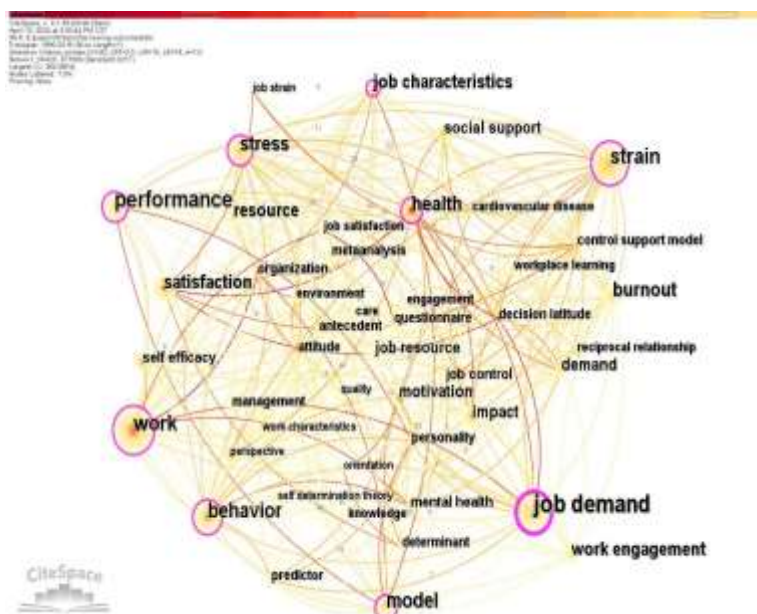 job characteristics
job strain
social support
stress
strain
performance
resource
health
cardiovascular disease
job satisfaction
metaanalysis
control support model
organization
workplace learning
satisfaction
environment
engagement
burnout
care
questionnaire
decision latitude
antecedent
attitude
job resource
reciprocal relationship
self efficacy
demand
job control
quality
motivation
management
impact
work
work characteristics
personality
perspective
orientation
self determination theory
mental health
job demand
behavior
knowledge
determinant
work engagement
predictor
model
CiteSpace